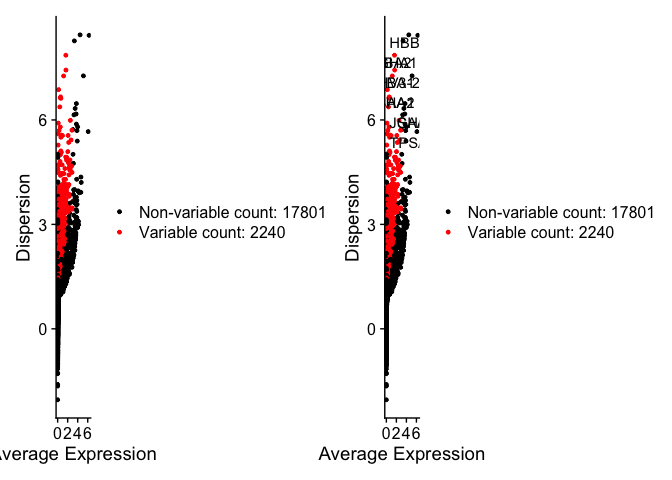 HBB
6
6
Dispersion
Dispersion
Non-variable count: 17801
Non-variable count: 17801
3
3
Variable count: 2240
Variable count: 2240
0
0
0246
0246
Average Expression
Average Expression